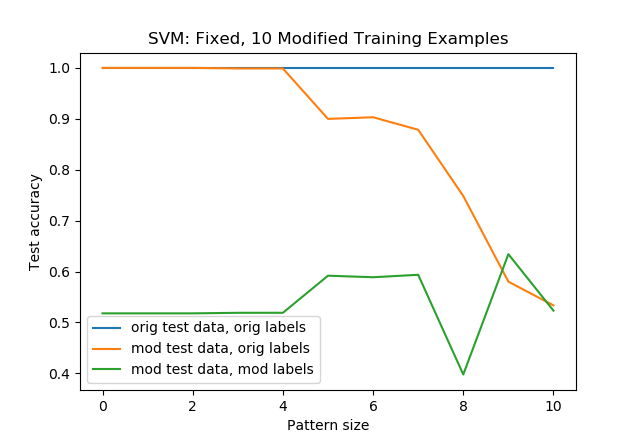 SVM: Fixed, 10 Modified Training Examples
1.0
0.9
0.8
0.7
0.6
0.5
0.4
Test accuracy
orig test data, orig labels
mod test data, orig labels
mod test data, mod labels
0 2 4 6 8 10
Pattern size